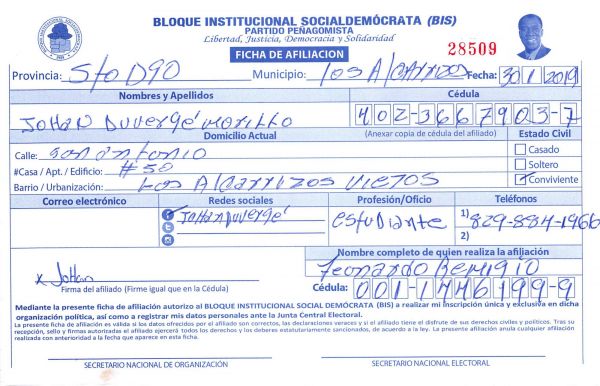 BLOQUE INSTITUCIONAL SOCIALDEMÓCRATA (BIS)
PARTIDO PEÑAGOMISTA
Libertad, Justicia, Democracia y Solidaridad
FICHA DE AFILIACION
28509
Provincia: Sto Dgo Municipio: Los Alcarrizos Fecha: 30/1/2019
Nombres y Apellidos Cédula
Johan Duvergé Morillo 402-3667903-7
Domicilio Actual (Anexar copia de cédula del afiliado) Estado Civil
Calle: San Antonio Casado
#Casa / Apt. / Edificio: #50 Soltero
Barrio / Urbanización: Los Alcarrizos Viejos Conviviente
Correo electrónico Redes sociales Profesión/Oficio Teléfonos
Johan Duvergé estudiante 1) 829-884-1966
2)
Nombre completo de quien realiza la afiliación
x Johan Fernando Remigio
Firma del afiliado (Firme igual que en la Cédula) Cédula: 001-1446199-9
Mediante la presente ficha de afiliación autorizo al BLOQUE INSTITUCIONAL SOCIAL DEMÓCRATA (BIS) a realizar mi inscripción única y exclusiva en dicha
organización política, así como a registrar mis datos personales ante la Junta Central Electoral.
La presente ficha de afiliación es válida si los datos ofrecidos por el afiliado son correctos, las declaraciones veraces y si el afiliado tiene el disfrute de sus derechos civiles y políticos. Tras su
recepción, sello y firmas autorizadas el afiliado ejercerá todos los derechos y los deberes estatutariamente sancionados, de acuerdo a la ley. La presente afiliación anula cualquier afiliación
realizada con anterioridad a la fecha que aparece en esta ficha.
SECRETARIO NACIONAL DE ORGANIZACIÓN SECRETARIO NACIONAL ELECTORAL